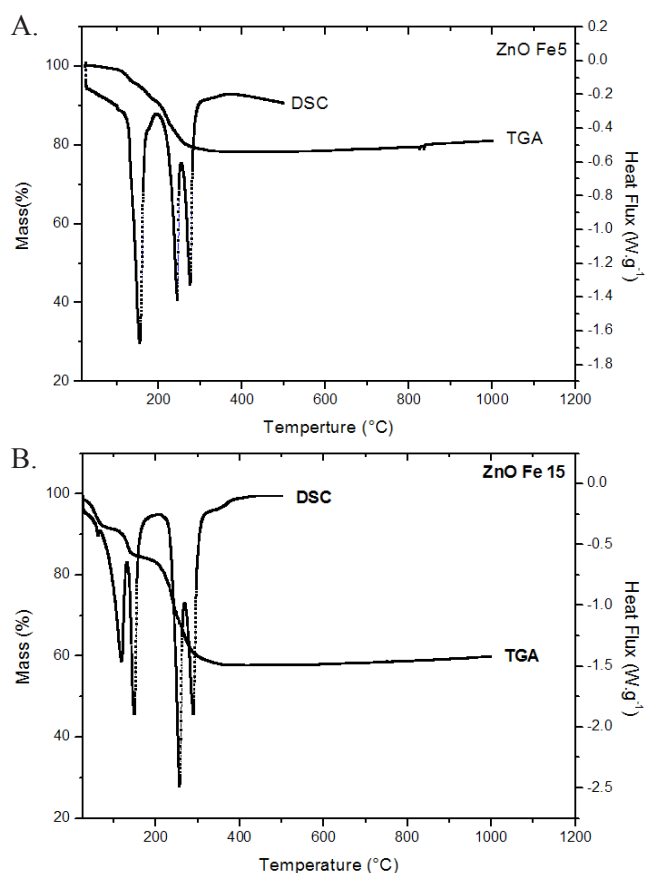 A.
ZnO Fe5
DSC
TGA
100
80
60
40
20
Mass(%)
0.2
0.0
-0.2
-0.4
-0.6
-0.8
-1.0
-1.2
-1.4
-1.6
-1.8
Heat Flux (W.g⁻¹)
200 400 600 800 1000 1200
Temperture (°C)
B.
ZnO Fe 15
DSC
TGA
100
80
60
40
20
Mass (%)
0.0
-0.5
-1.0
-1.5
-2.0
-2.5
Heat Flux (W.g⁻¹)
200 400 600 800 1000 1200
Temperature (°C)